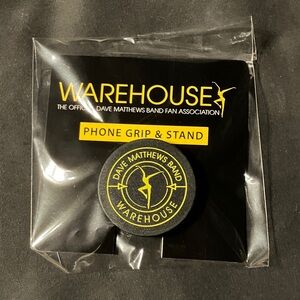 WAREHOUSE
THE OFFICIAL DAVE MATTHEWS BAND FAN ASSOCIATION
PHONE GRIP & STAND
DAVE MATTHEWS BAND
WAREHOUSE